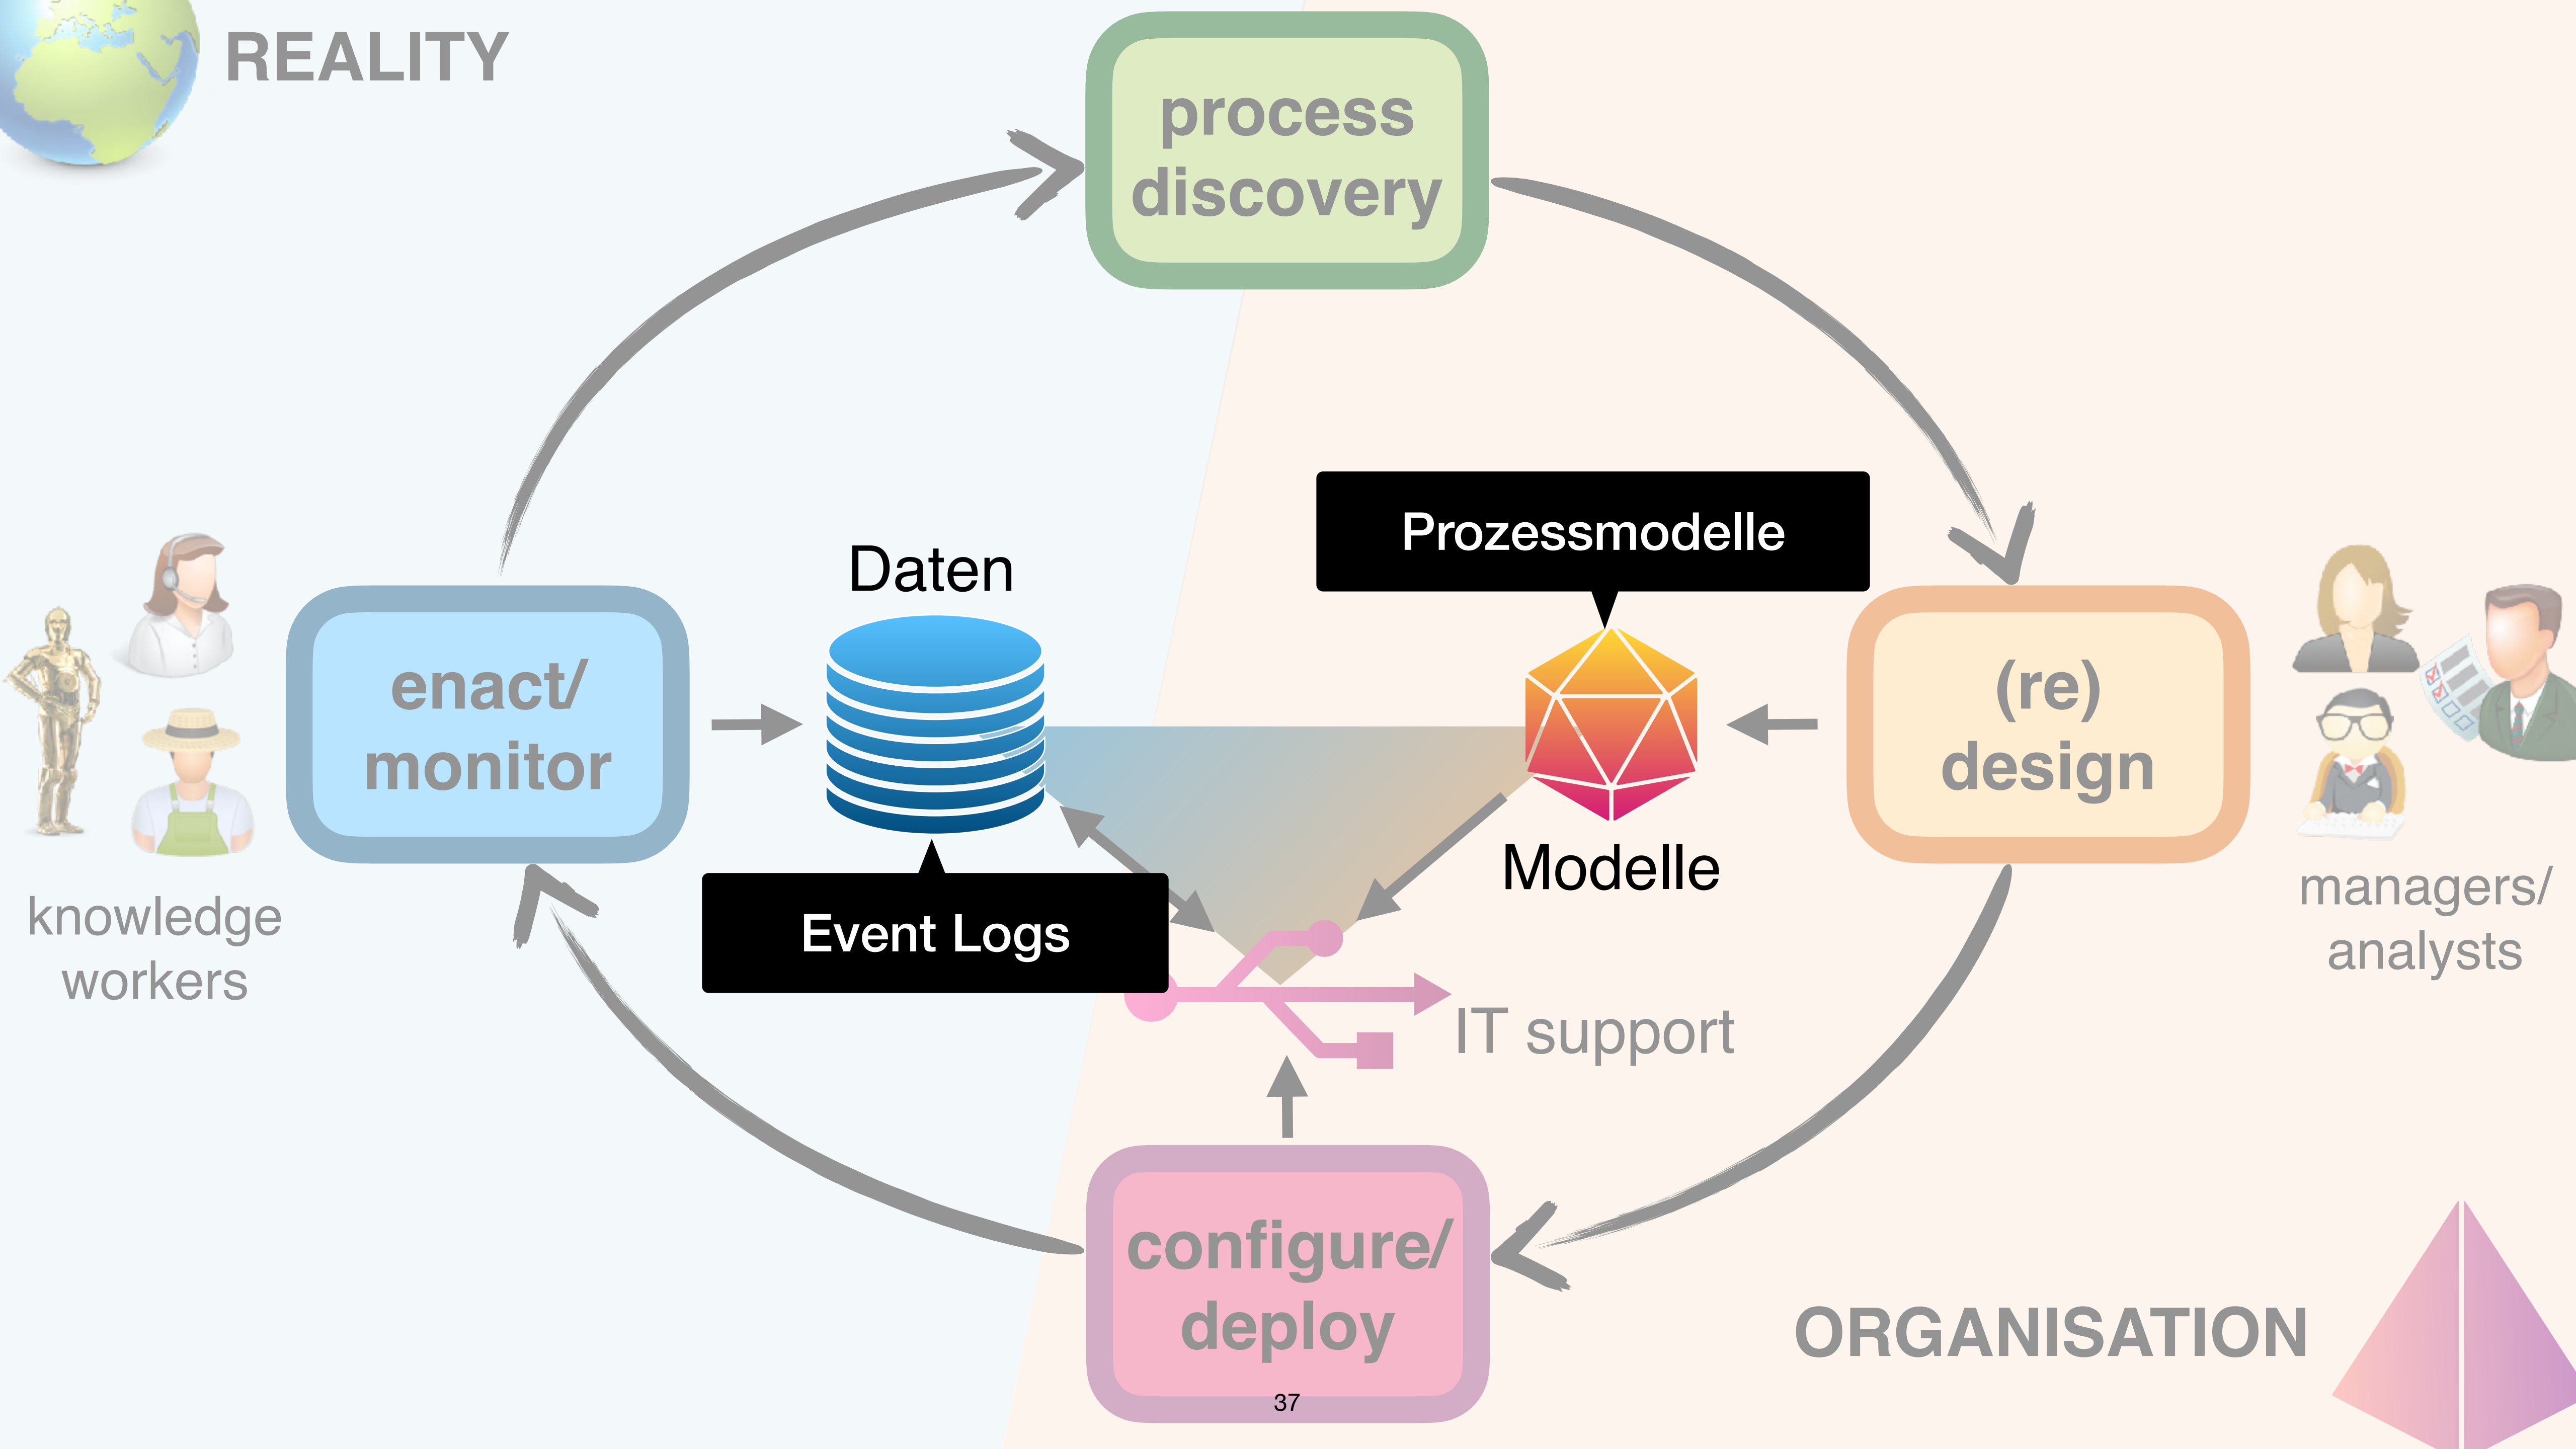 REALITY
process
discovery
Prozessmodelle
Daten
enact/
monitor
(re)
design
Modelle
knowledge
workers
Event Logs
managers/
analysts
IT support
configure/
deploy
ORGANISATION
37